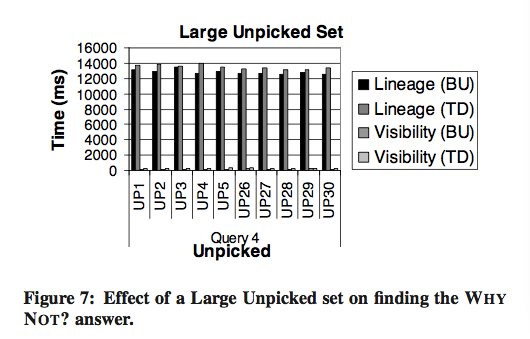 Large Unpicked Set
Time (ms)
16000
14000
12000
10000
8000
6000
4000
2000
0
UP1
UP2
UP3
UP4
UP5
UP26
UP27
UP28
UP29
UP30
Query 4
Unpicked
Lineage (BU)
Lineage (TD)
Visibility (BU)
Visibility (TD)
Figure 7: Effect of a Large Unpicked set on finding the WHY
NOT? answer.